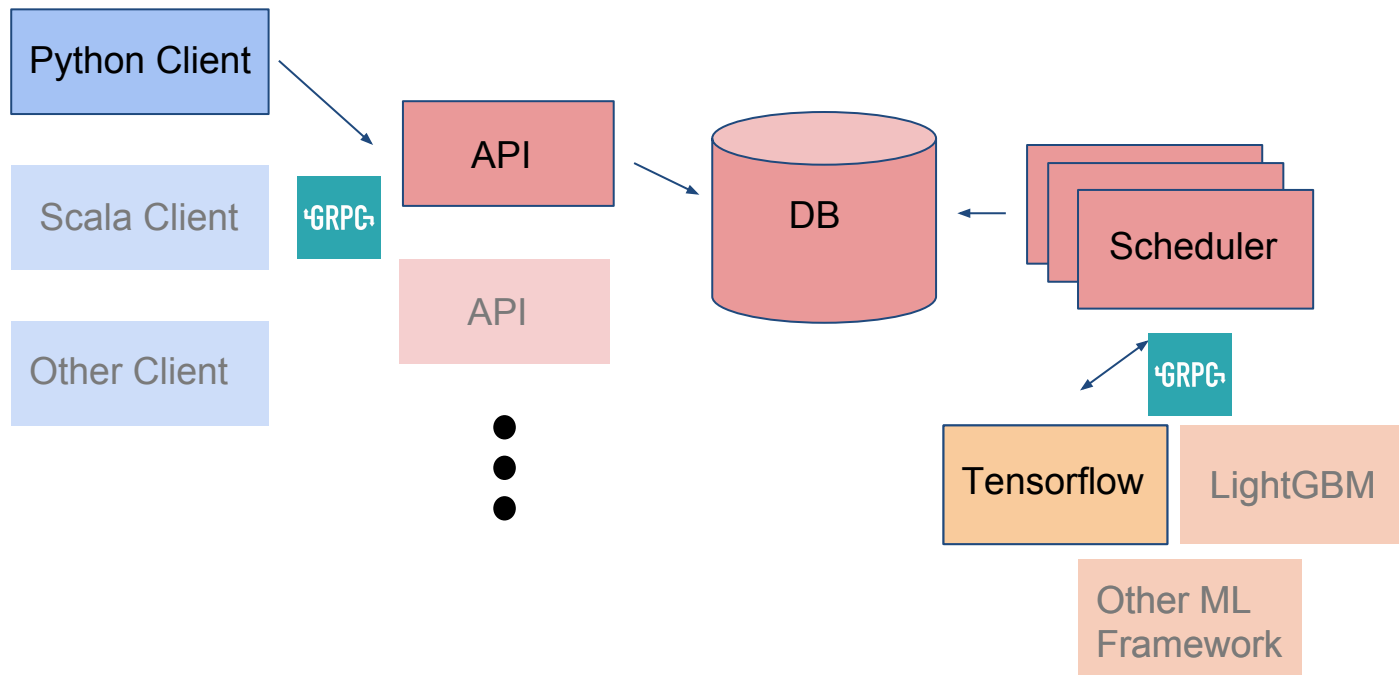 Python Client
API
Scala Client
GRPC
DB
Scheduler
API
Other Client
GRPC
Tensorflow
LightGBM
Other ML
Framework